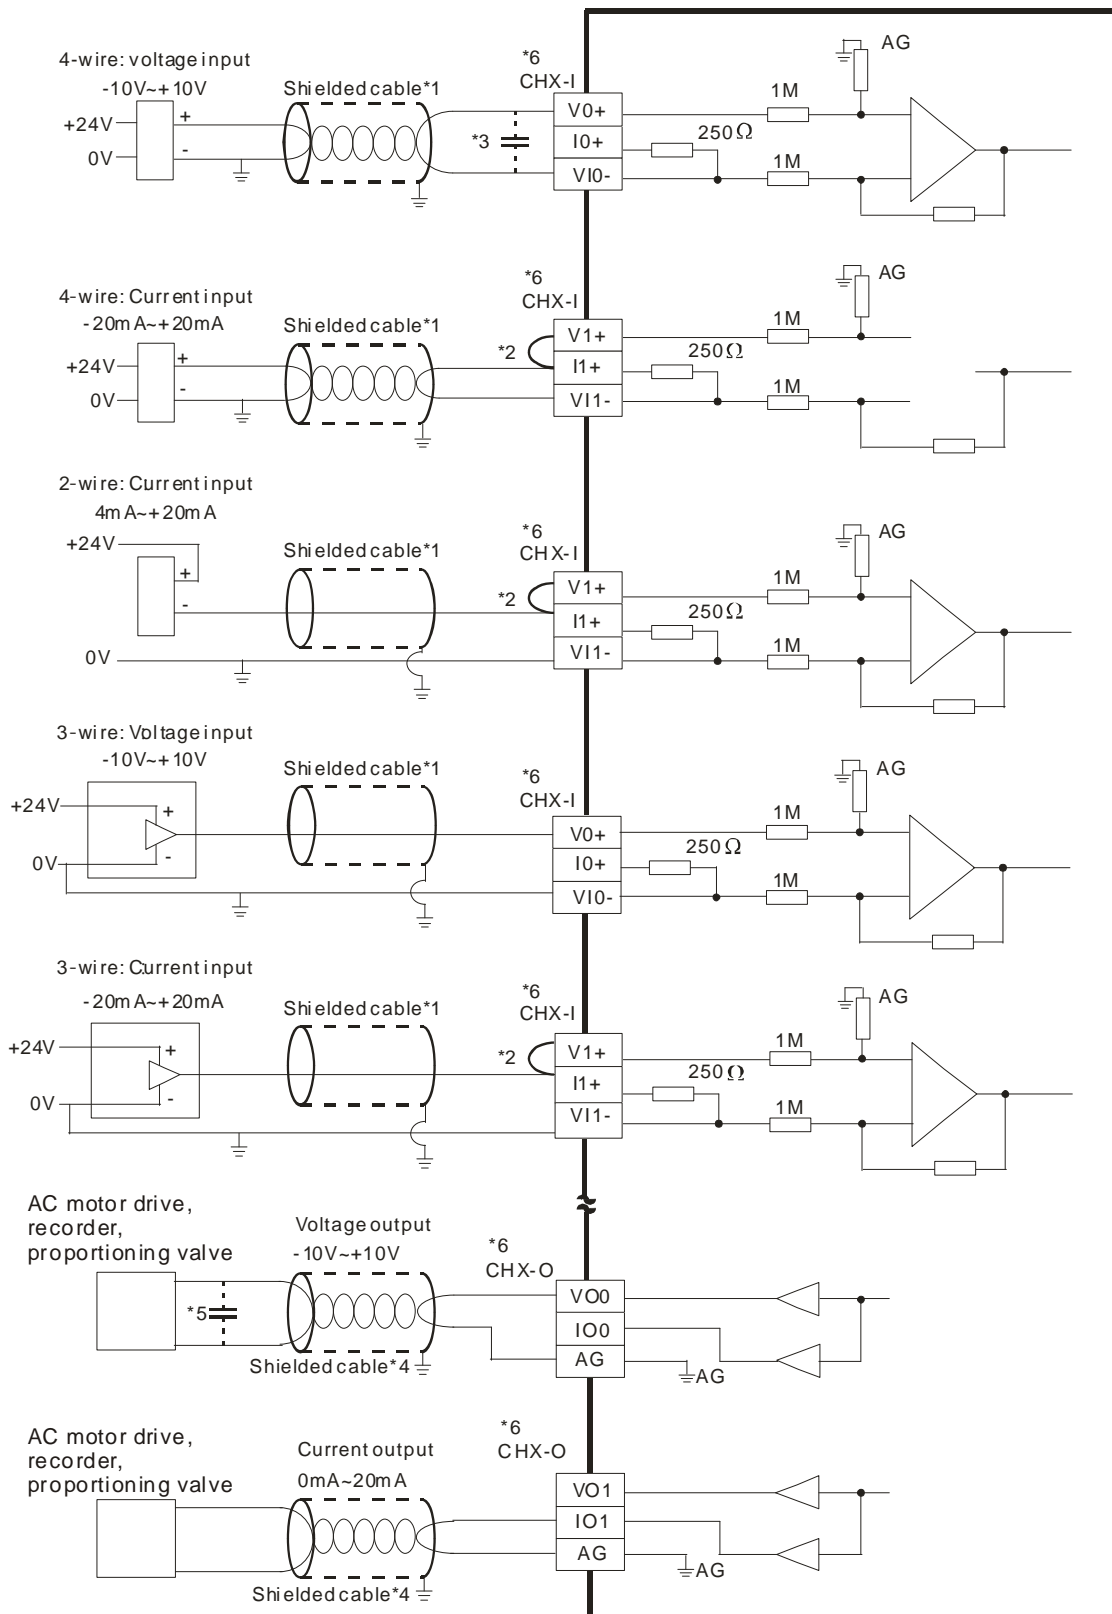 4-wire: voltage input
-10V~+10V
+24V
0V
+
-
Shielded cable*1
*3
*6
CHX-I
V0+
I0+
VI0-
250Ω
1M
1M
AG
4-wire: Current input
-20mA~+20mA
+24V
0V
+
-
Shielded cable*1
*2
*6
CHX-I
V1+
I1+
VI1-
250Ω
1M
1M
AG
2-wire: Current input
4mA~+20mA
+24V
+
-
0V
Shielded cable*1
*2
*6
CHX-I
V1+
I1+
VI1-
250Ω
1M
1M
AG
3-wire: Voltage input
-10V~+10V
+24V
0V
+
-
Shielded cable*1
*6
CHX-I
V0+
I0+
VI0-
250Ω
1M
1M
AG
3-wire: Current input
-20mA~+20mA
+24V
0V
+
-
Shielded cable*1
*2
*6
CHX-I
V1+
I1+
VI1-
250Ω
1M
1M
AG
AC motor drive,
recorder,
proportioning valve
Voltage output
-10V~+10V
*5
Shielded cable*4
*6
CHX-O
VO0
IO0
AG
AG
AC motor drive,
recorder,
proportioning valve
Current output
0mA~20mA
Shielded cable*4
*6
CHX-O
VO1
IO1
AG
AG